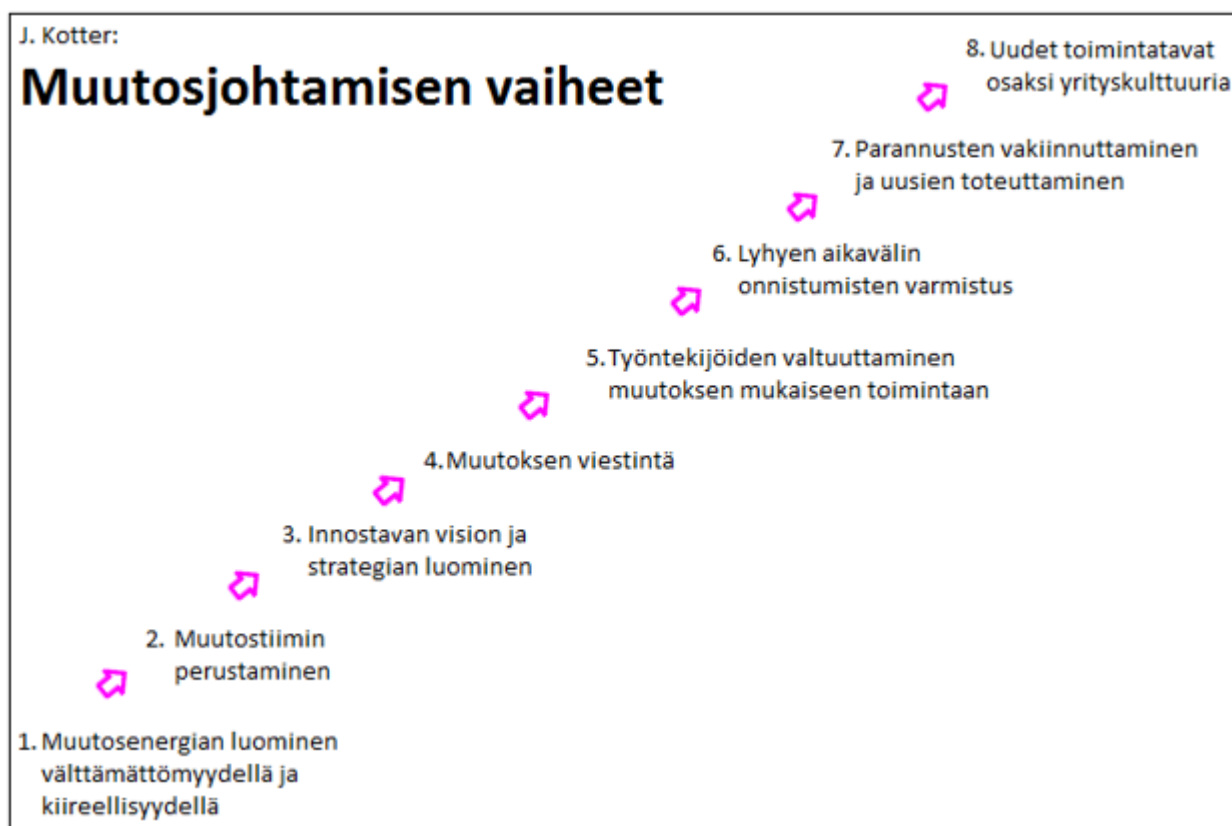 J. Kotter:
Muutosjohtamisen vaiheet
1. Muutosenergian luominen
välttämättömyydellä ja
kiireellisyydellä
2. Muutostiimin
perustaminen
3. Innostavan vision ja
strategian luominen
4. Muutoksen viestintä
5. Työntekijöiden valtuuttaminen
muutoksen mukaiseen toimintaan
6. Lyhyen aikavälin
onnistumisten varmistus
7. Parannusten vakiinnuttaminen
ja uusien toteuttaminen
8. Uudet toimintatavat
osaksi yrityskulttuuria